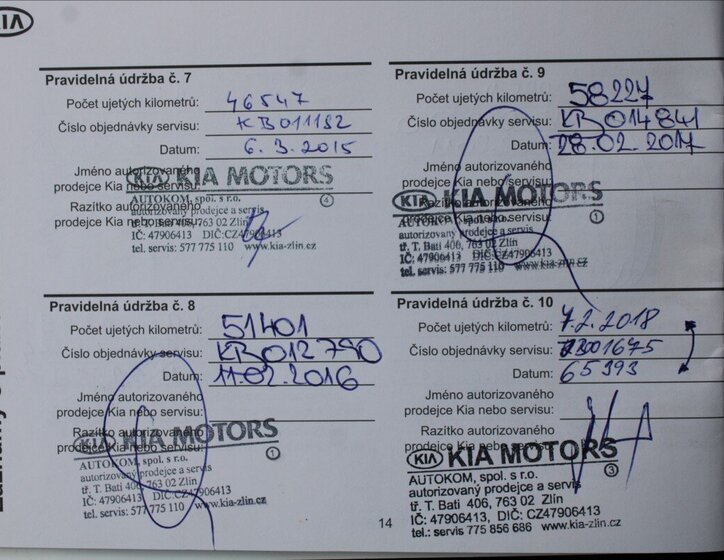 KIA
Pravidelná údržba č. 7
Počet ujetých kilometrů: 46547
Číslo objednávky servisu: KB011182
Datum: 6.3.2015
Jméno autorizovaného
prodejce Kia nebo servisu:
Razítko autorizovaného
prodejce Kia nebo servisu:
KIA KIA MOTORS
AUTOKOM, spol. s r.o.
autorizovaný prodejce a servis
tř. T. Bati 406, 763 02 Zlín
IČ: 47906413 DIČ:CZ47906413
tel. servis: 577 775 110 www.kia-zlin.cz
4
Pravidelná údržba č. 8
Počet ujetých kilometrů: 51401
Číslo objednávky servisu: KB012790
Datum: 11.02.2016
Jméno autorizovaného
prodejce Kia nebo servisu:
Razítko autorizovaného
prodejce Kia nebo servisu:
KIA KIA MOTORS
AUTOKOM, spol. s r.o.
autorizovaný prodejce a servis
tř. T. Bati 406, 763 02 Zlín
IČ: 47906413 DIČ:CZ47906413
tel. servis: 577 775 110 www.kia-zlin.cz
1
Pravidelná údržba č. 9
Počet ujetých kilometrů: 58227
Číslo objednávky servisu: KB014841
Datum: 28.02.2017
Jméno autorizovaného
prodejce Kia nebo servisu:
Razítko autorizovaného
prodejce Kia nebo servisu:
KIA KIA MOTORS
AUTOKOM, spol. s r.o.
autorizovaný prodejce a servis
tř. T. Bati 406, 763 02 Zlín
IČ: 47906413 DIČ:CZ47906413
tel. servis: 577 775 110 www.kia-zlin.cz
1
Pravidelná údržba č. 10
Počet ujetých kilometrů: 7.2.2018
Číslo objednávky servisu:
Datum: 65393
Jméno autorizovaného
prodejce Kia nebo servisu:
Razítko autorizovaného
prodejce Kia nebo servisu:
KIA KIA MOTORS
AUTOKOM, spol. s r.o.
autorizovaný prodejce a servis
tř. T. Bati 406, 763 02 Zlín
IČ: 47906413, DIČ: CZ47906413
tel. servis: 775 856 686 www.kia-zlin.cz
3
14